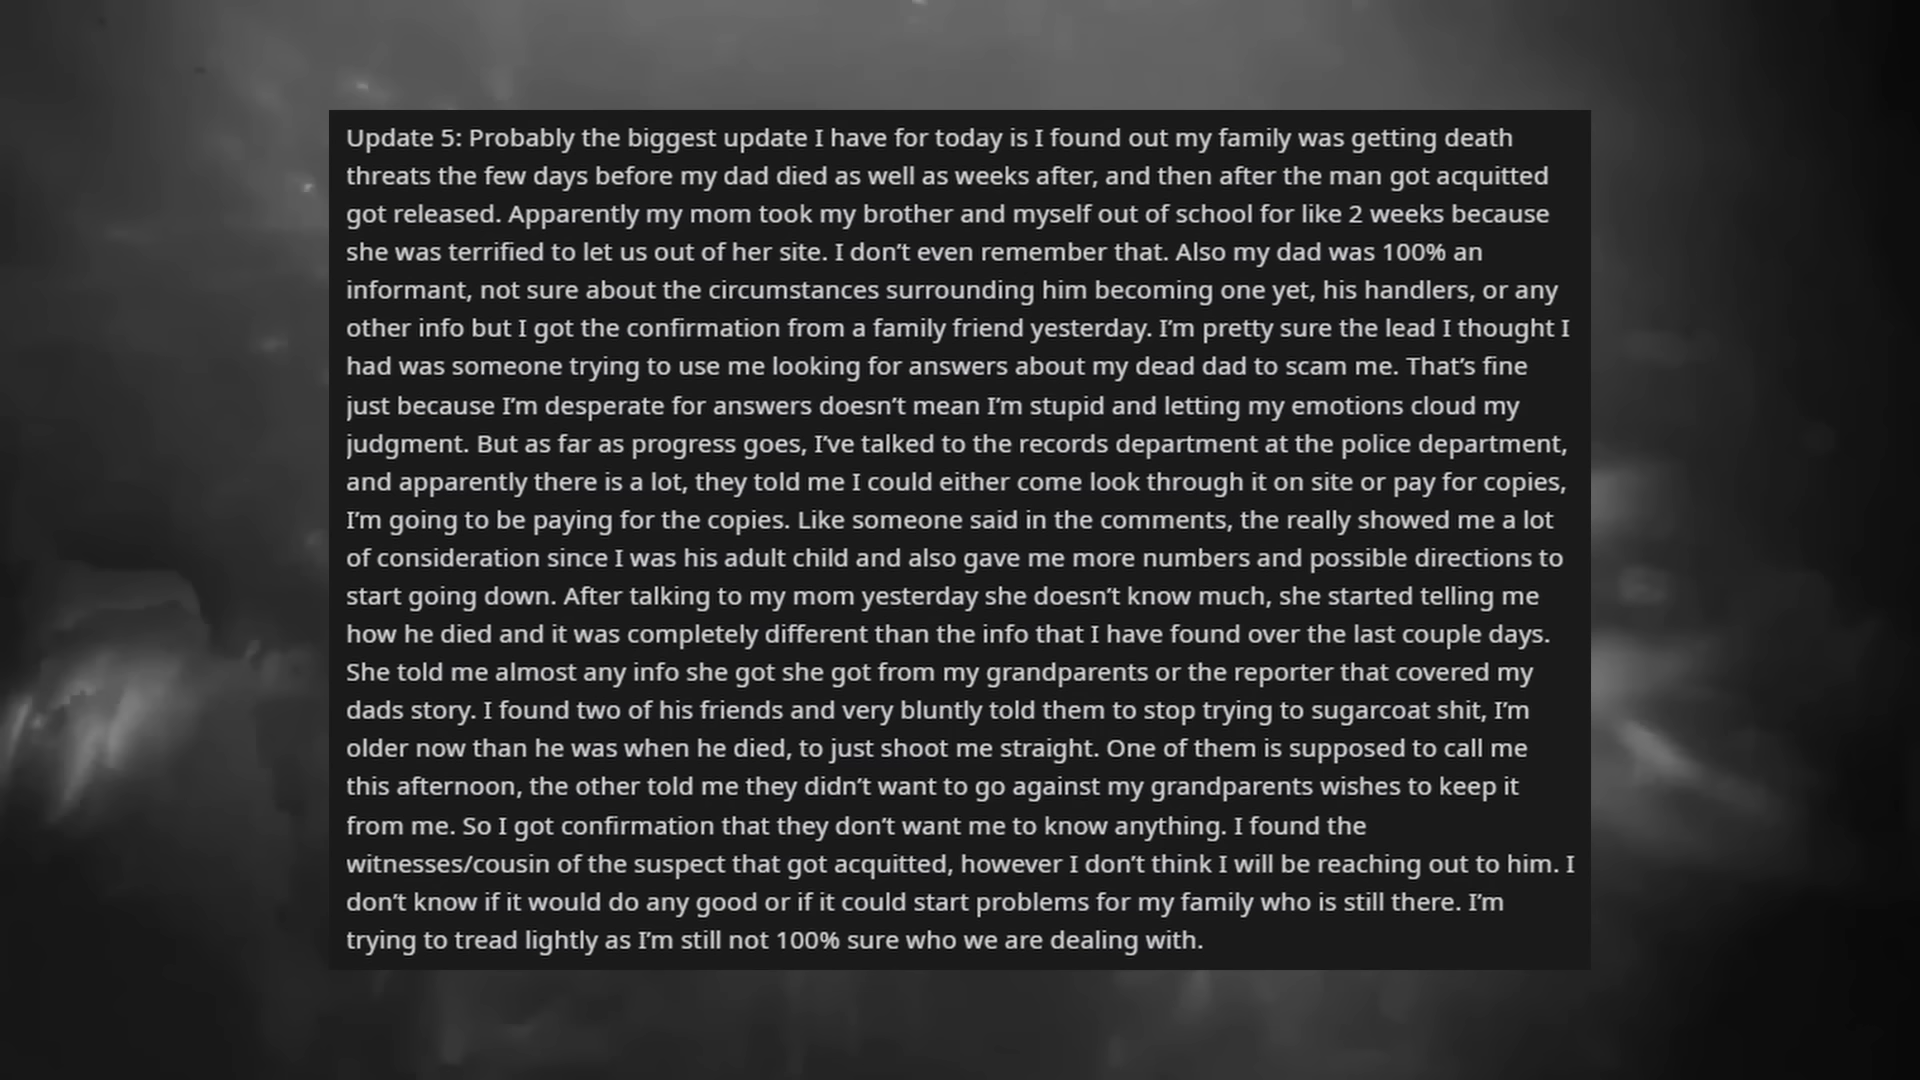 Update 5: Probably the biggest update I have for today is I found out my family was getting death
threats the few days before my dad died as well as weeks after, and then after the man got acquitted
got released. Apparently my mom took my brother and myself out of school for like 2 weeks because
she was terrified to let us out of her site. I don’t even remember that. Also my dad was 100% an
informant, not sure about the circumstances surrounding him becoming one yet, his handlers, or any
other info but I got the confirmation from a family friend yesterday. I’m pretty sure the lead I thought I
had was someone trying to use me looking for answers about my dead dad to scam me. That’s fine
just because I’m desperate for answers doesn’t mean I’m stupid and letting my emotions cloud my
judgment. But as far as progress goes, I’ve talked to the records department at the police department,
and apparently there is a lot, they told me I could either come look through it on site or pay for copies,
I’m going to be paying for the copies. Like someone said in the comments, the really showed me a lot
of consideration since I was his adult child and also gave me more numbers and possible directions to
start going down. After talking to my mom yesterday she doesn’t know much, she started telling me
how he died and it was completely different than the info that I have found over the last couple days.
She told me almost any info she got she got from my grandparents or the reporter that covered my
dads story. I found two of his friends and very bluntly told them to stop trying to sugarcoat shit, I’m
older now than he was when he died, to just shoot me straight. One of them is supposed to call me
this afternoon, the other told me they didn’t want to go against my grandparents wishes to keep it
from me. So I got confirmation that they don’t want me to know anything. I found the
witnesses/cousin of the suspect that got acquitted, however I don’t think I will be reaching out to him. I
don’t know if it would do any good or if it could start problems for my family who is still there. I’m
trying to tread lightly as I’m still not 100% sure who we are dealing with.